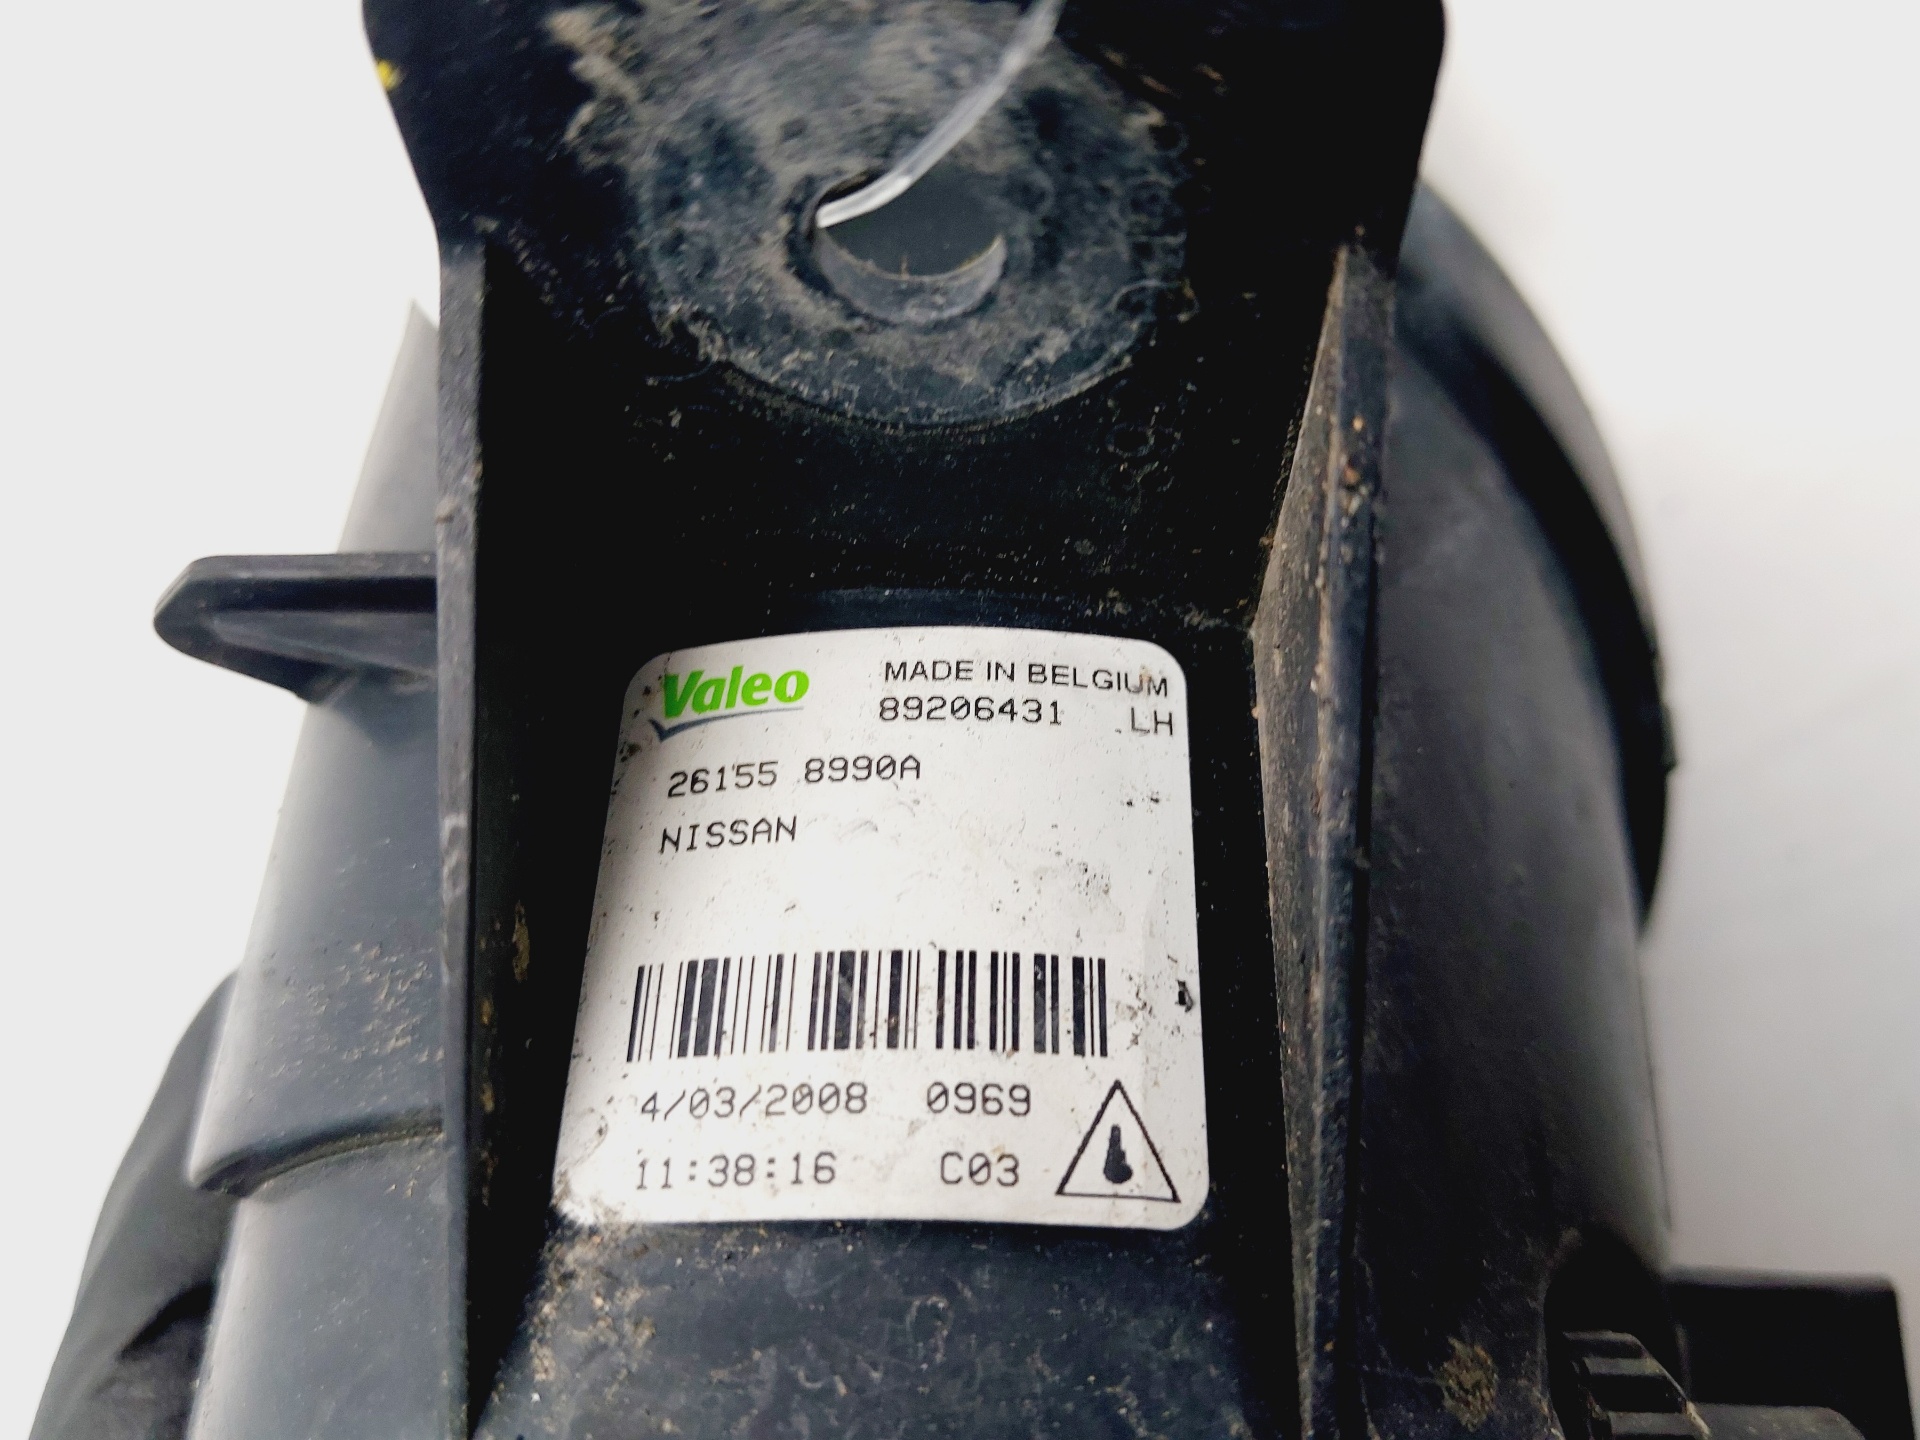 Valeo MADE IN BELGIUM
89206431 LH
26155 8990A
NISSAN
4/03/2008 0969
11:38:16 C03